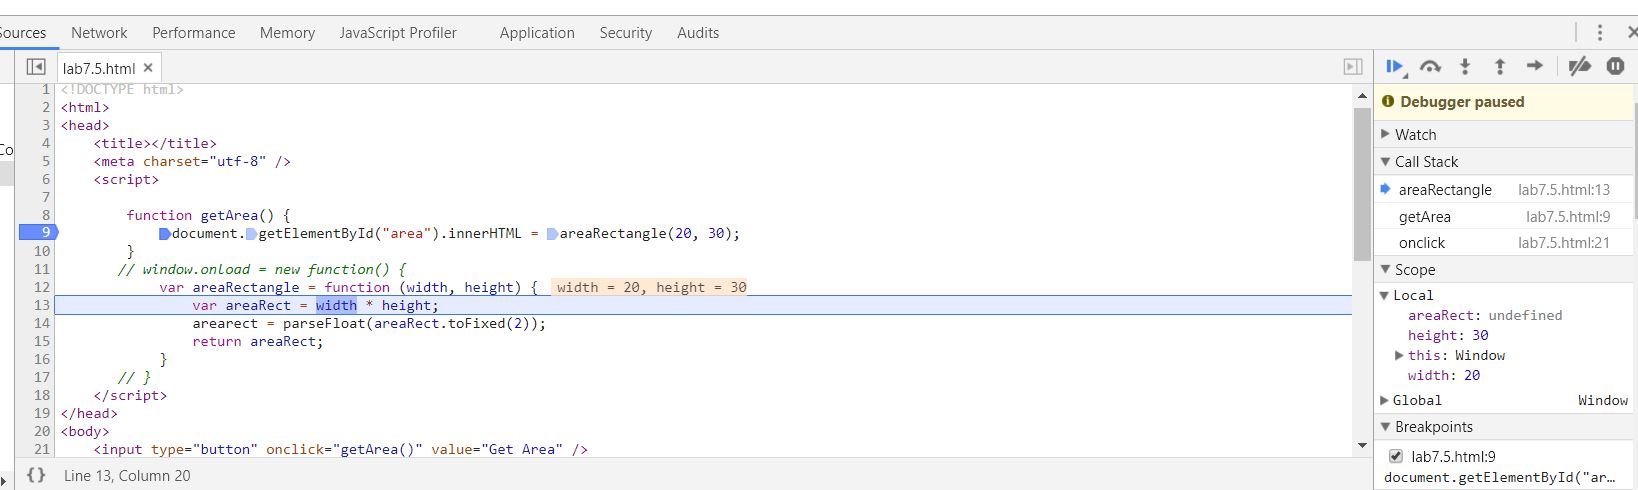 Sources Network Performance Memory JavaScript Profiler Application Security Audits
lab7.5.html ×
1 <!DOCTYPE html>
2 <html>
3 <head>
4 <title></title>
5 <meta charset="utf-8" />
6 <script>
7
8 function getArea() {
9 document.getElementById("area").innerHTML = areaRectangle(20, 30);
10 }
11 // window.onload = new function() {
12 var areaRectangle = function (width, height) { width = 20, height = 30
13 var areaRect = width * height;
14 arearect = parseFloat(areaRect.toFixed(2));
15 return areaRect;
16 }
17 // }
18 </script>
19 </head>
20 <body>
21 <input type="button" onclick="getArea()" value="Get Area" />
{} Line 13, Column 20
Co
Debugger paused
Watch
Call Stack
areaRectangle lab7.5.html:13
getArea lab7.5.html:9
onclick lab7.5.html:21
Scope
Local
areaRect: undefined
height: 30
this: Window
width: 20
Global Window
Breakpoints
lab7.5.html:9
document.getElementById("ar…